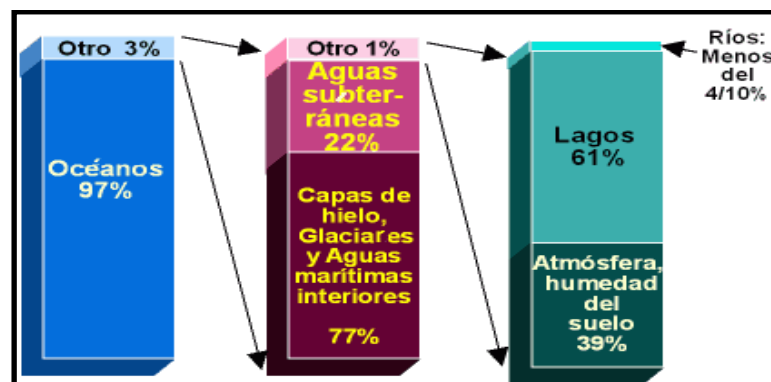 Otro 3%
Océanos
97%
Otro 1%
Aguas
subter-
ráneas
22%
Capas de
hielo,
Glaciares
y Aguas
marítimas
interiores
77%
Ríos:
Menos
del
4/10%
Lagos
61%
Atmósfera,
humedad
del
suelo
39%